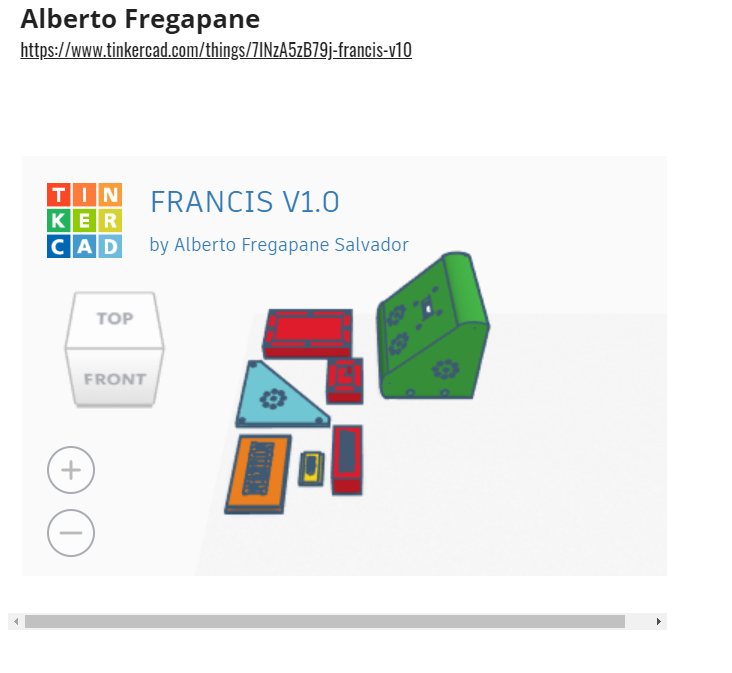 Alberto Fregapane
https://www.tinkercad.com/things/7INzA5zB79j-francis-v10
TIN
KER
CAD
FRANCIS V1.0
by Alberto Fregapane Salvador
TOP
FRONT